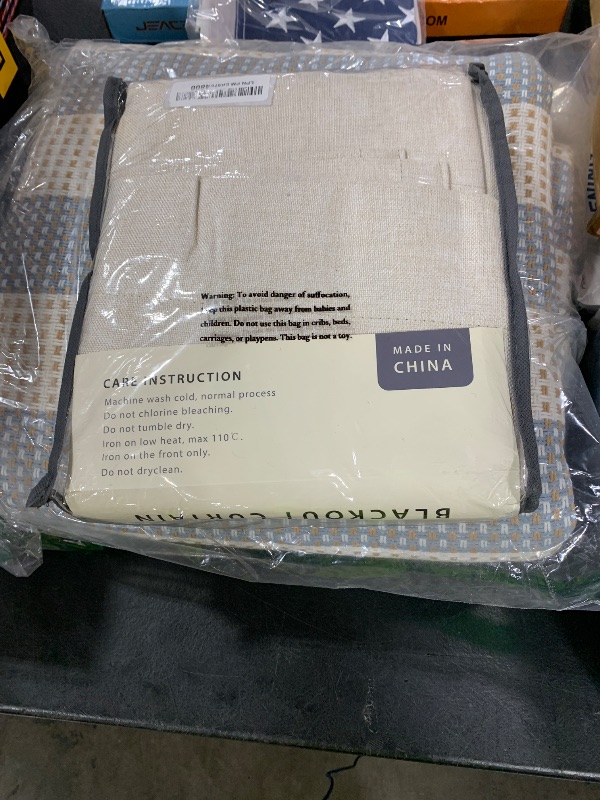 JEAC
OM
Warning: To avoid danger of suffocation,
keep this plastic bag away from babies and
children. Do not use this bag in cribs, beds,
carriages, or playpens. This bag is not a toy.
MADE IN
CHINA
CARE INSTRUCTION
Machine wash cold, normal process
Do not chlorine bleaching.
Do not tumble dry.
Iron on low heat, max 110℃.
Iron on the front only.
Do not dryclean.
BLACKOUT CURTAIN